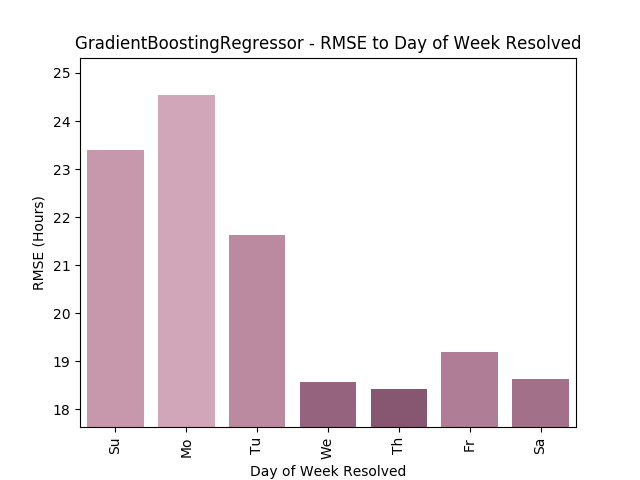 GradientBoostingRegressor - RMSE to Day of Week Resolved
25
24
23
22
21
20
19
18
RMSE (Hours)
Su Mo Tu We Th Fr Sa
Day of Week Resolved